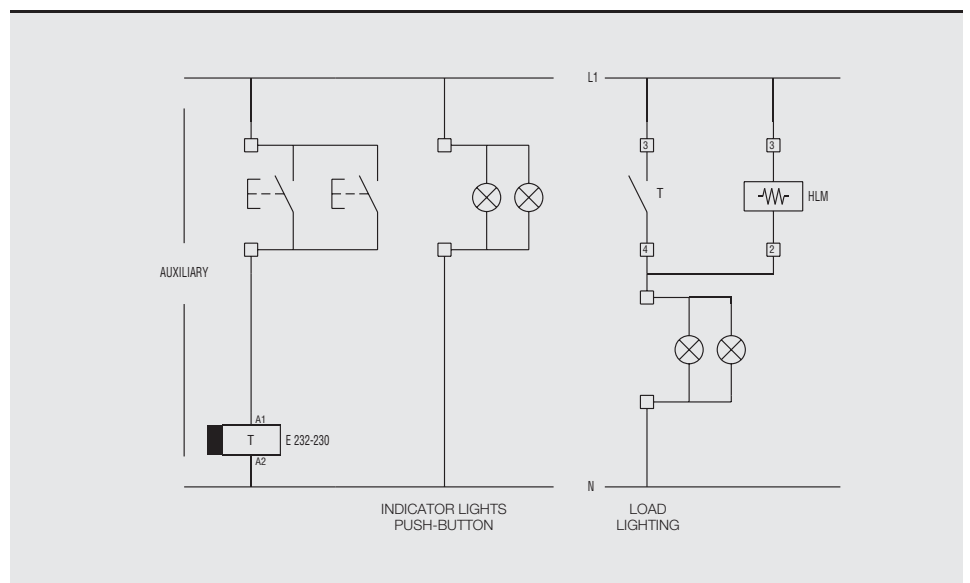 L1
3
3
T
HLM
4
2
AUXILIARY
A1
T
E 232-230
A2
N
INDICATOR LIGHTS
PUSH-BUTTON
LOAD
LIGHTING